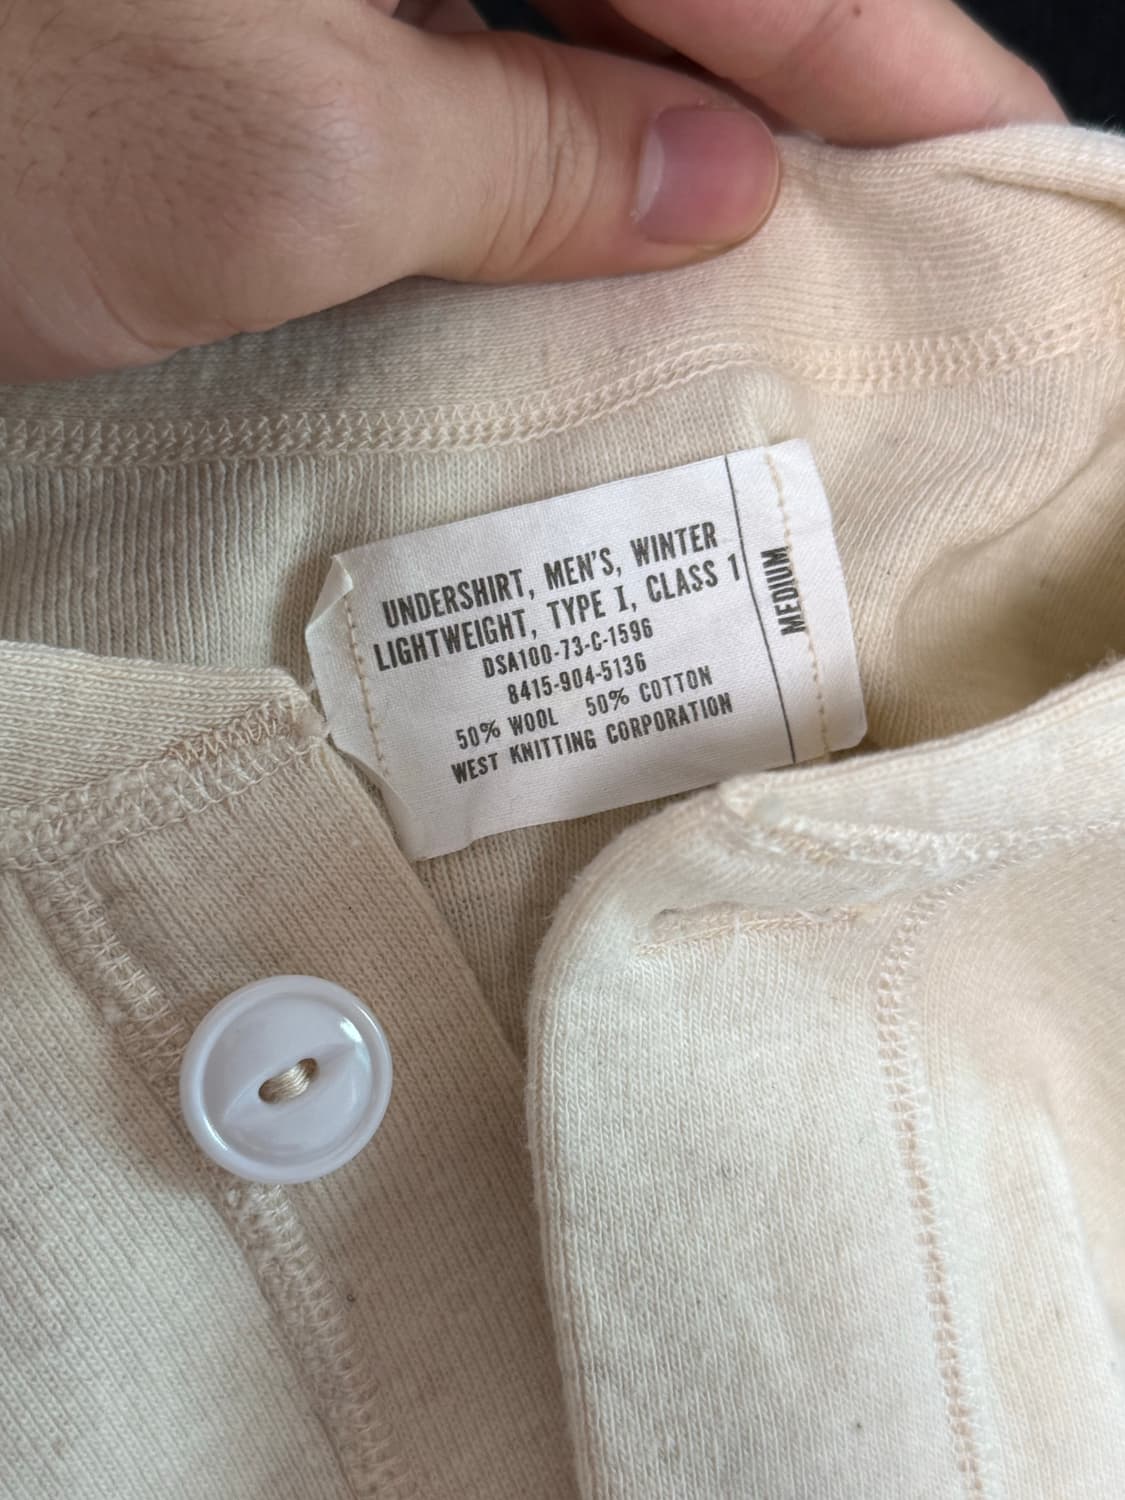 UNDERSHIRT, MEN'S, WINTER
LIGHTWEIGHT, TYPE I, CLASS 1
DSA100-73-C-1596
8415-904-5136
50% WOOL 50% COTTON
WEST KNITTING CORPORATION
MEDIUM